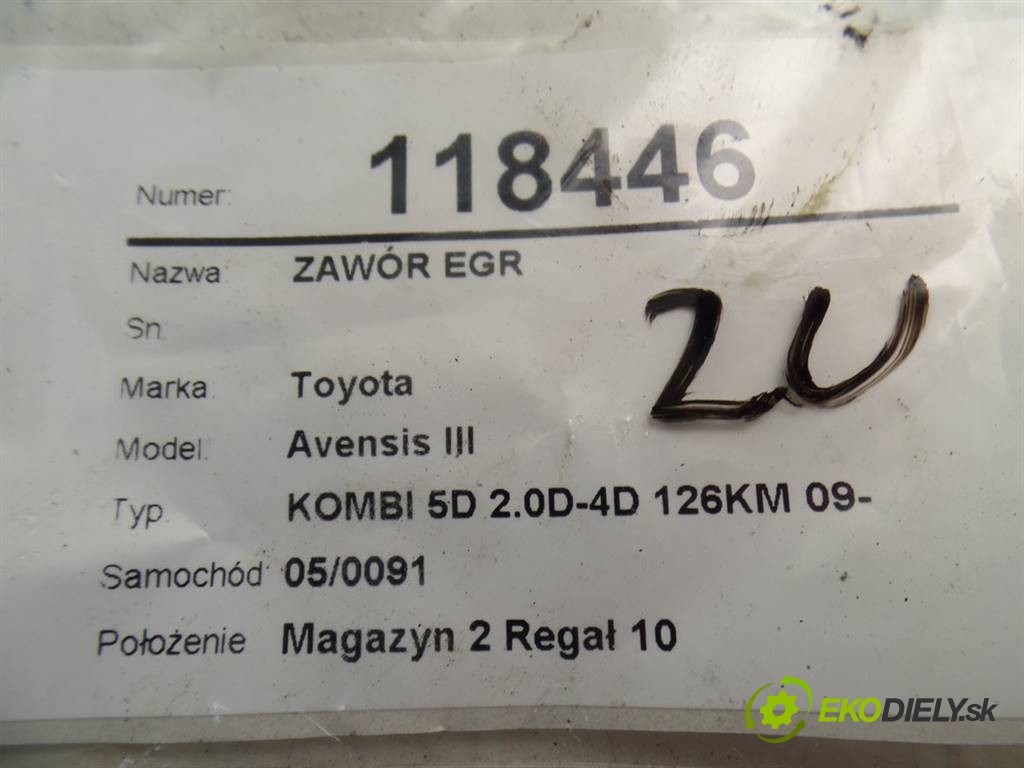 Numer: 118446
Nazwa: ZAWÓR EGR
Sn.
Marka: Toyota
Model: Avensis III
Typ: KOMBI 5D 2.0D-4D 126KM 09-
Samochód 05/0091
Położenie Magazyn 2 Regał 10
EKODIELY.sk